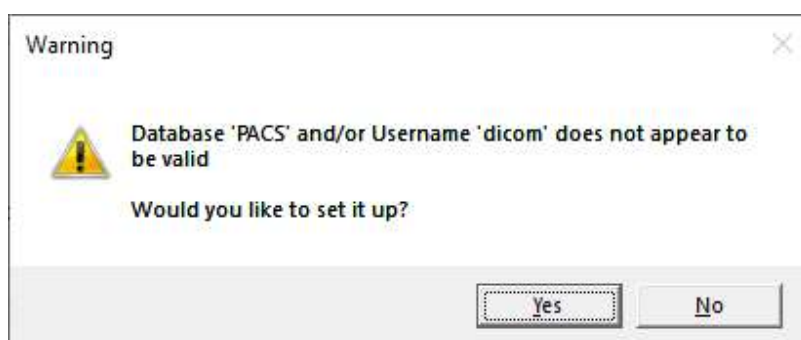 Warning
Database 'PACS' and/or Username 'dicom' does not appear to
be valid
Would you like to set it up?
Yes
No